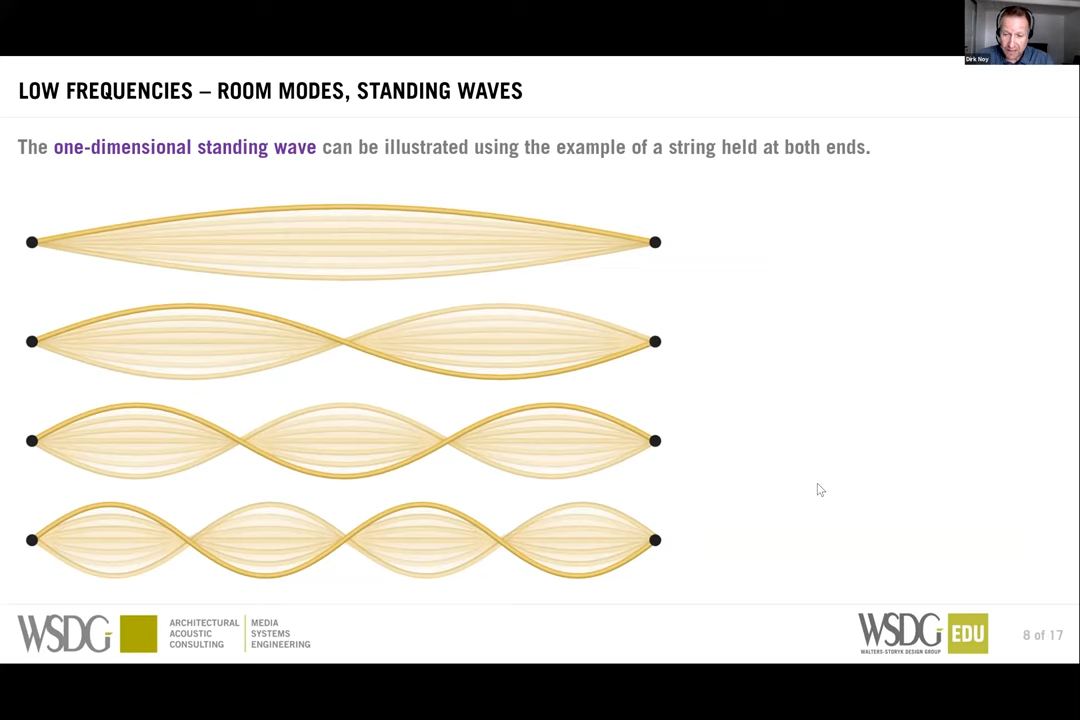 Dirk Noy
LOW FREQUENCIES – ROOM MODES, STANDING WAVES
The one-dimensional standing wave can be illustrated using the example of a string held at both ends.
WSDG
ARCHITECTURAL
ACOUSTIC
CONSULTING
MEDIA
SYSTEMS
ENGINEERING
WSDG
WALTERS-STORYK DESIGN GROUP
EDU
8 of 17